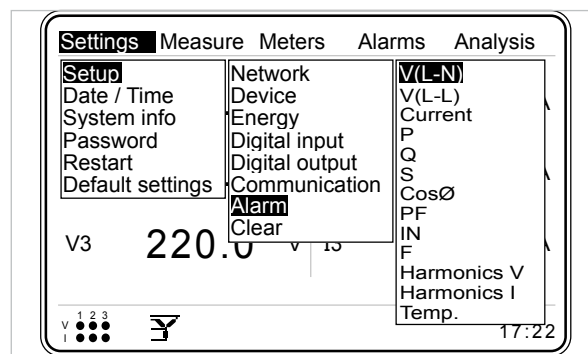 Settings Measure Meters Alarms Analysis
Setup
Date / Time
System info
Password
Restart
Default settings
Network
Device
Energy
Digital input
Digital output
Communication
Alarm
Clear
V(L-N)
V(L-L)
Current
P
Q
S
CosØ
PF
IN
F
Harmonics V
Harmonics I
Temp.
V3 220.0 V I3
1 2 3
V
I
17:22